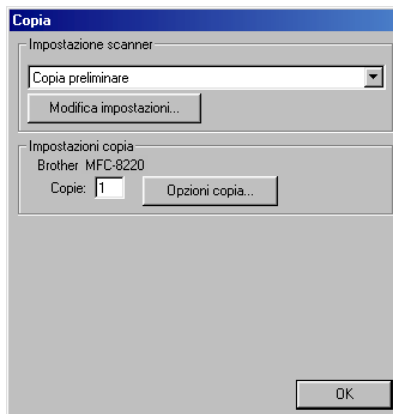 Copia
Impostazione scanner
Copia preliminare
Modifica impostazioni...
Impostazioni copia
Brother MFC-8220
Copie: 1 Opzioni copia...
OK